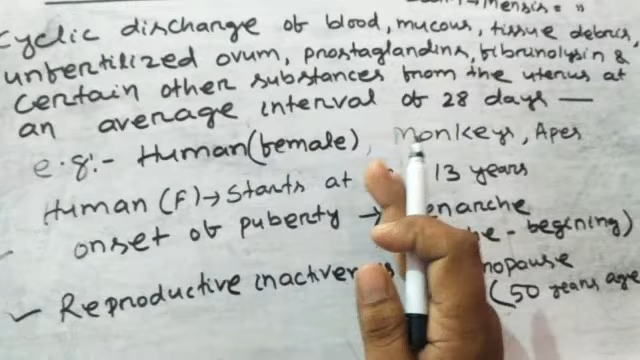 Mensis = "
Cyclic discharge of blood, mucous, tissue debris,
unfertilized ovum, prostaglandins, fibrinolysin &
certain other substances from the uterus at
an average interval of 28 days —
e.g:- Human(female), Monkeys, Apes
Human (F) → Starts at 13 years
onset of puberty → enarche
- begining)
✓ Reproductive inactive nopause
(50 years age